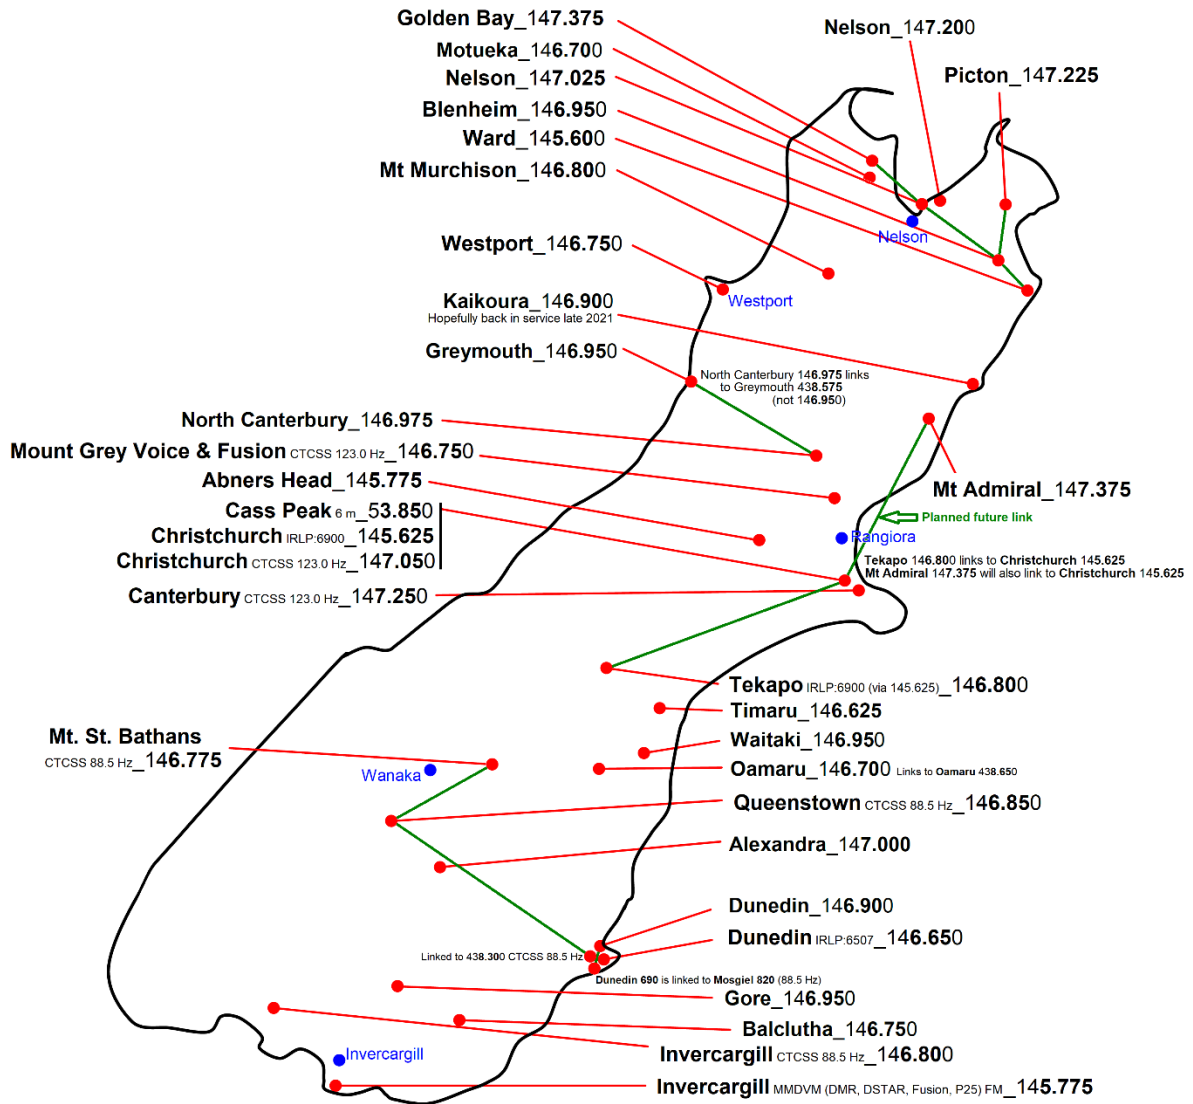 Golden Bay_147.375
Nelson_147.200
Motueka_146.700
Picton_147.225
Nelson_147.025
Blenheim_146.950
Ward_145.600
Mt Murchison_146.800
Nelson
Westport_146.750
Westport
Kaikoura_146.900
Hopefully back in service late 2021
Greymouth_146.950
North Canterbury 146.975 links
to Greymouth 438.575
(not 146.950)
North Canterbury_146.975
Mount Grey Voice & Fusion CTCSS 123.0 Hz_146.750
Abners Head_145.775
Mt Admiral_147.375
Cass Peak 6 m_53.850
Planned future link
Christchurch IRLP:6900_145.625
Rangiora
Christchurch CTCSS 123.0 Hz_147.050
Tekapo 146.800 links to Christchurch 145.625
Mt Admiral 147.375 will also link to Christchurch 145.625
Canterbury CTCSS 123.0 Hz_147.250
Tekapo IRLP:6900 (via 145.625)_146.800
Timaru_146.625
Mt. St. Bathans
CTCSS 88.5 Hz_146.775
Waitaki_146.950
Wanaka
Oamaru_146.700 Links to Oamaru 438.650
Queenstown CTCSS 88.5 Hz_146.850
Alexandra_147.000
Dunedin_146.900
Dunedin IRLP:6507_146.650
Linked to 438.300 CTCSS 88.5 Hz
Dunedin 690 is linked to Mosgiel 820 (88.5 Hz)
Gore_146.950
Balclutha_146.750
Invercargill CTCSS 88.5 Hz_146.800
Invercargill
Invercargill MMDVM (DMR, DSTAR, Fusion, P25) FM_145.775